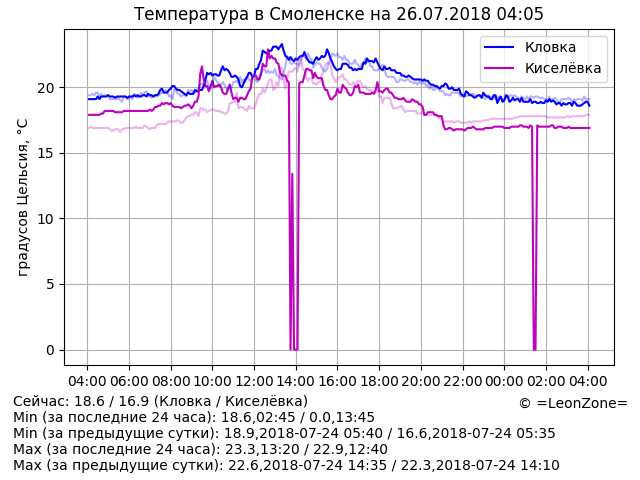 Температура в Смоленске на 26.07.2018 04:05
Кловка
Киселёвка
градусов Цельсия, °C
20
15
10
5
0
04:00 06:00 08:00 10:00 12:00 14:00 16:00 18:00 20:00 22:00 00:00 02:00 04:00
Сейчас: 18.6 / 16.9 (Кловка / Киселёвка)
© =LeonZone=
Min (за последние 24 часа): 18.6,02:45 / 0.0,13:45
Min (за предыдущие сутки): 18.9,2018-07-24 05:40 / 16.6,2018-07-24 05:35
Max (за последние 24 часа): 23.3,13:20 / 22.9,12:40
Max (за предыдущие сутки): 22.6,2018-07-24 14:35 / 22.3,2018-07-24 14:10